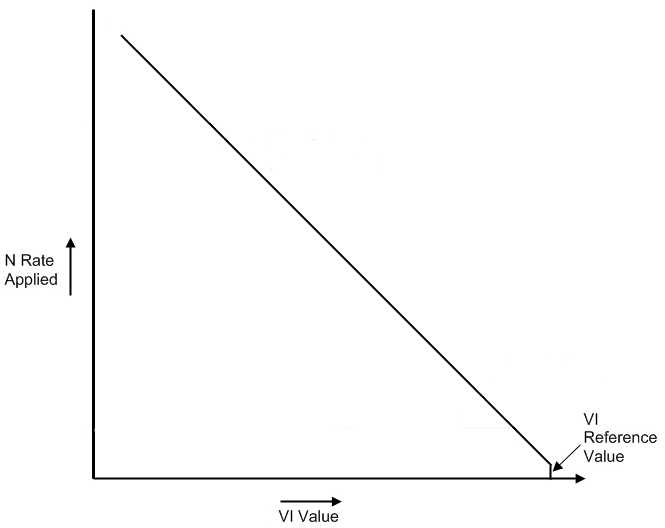 N Rate
Applied
VI
Reference
Value
VI Value